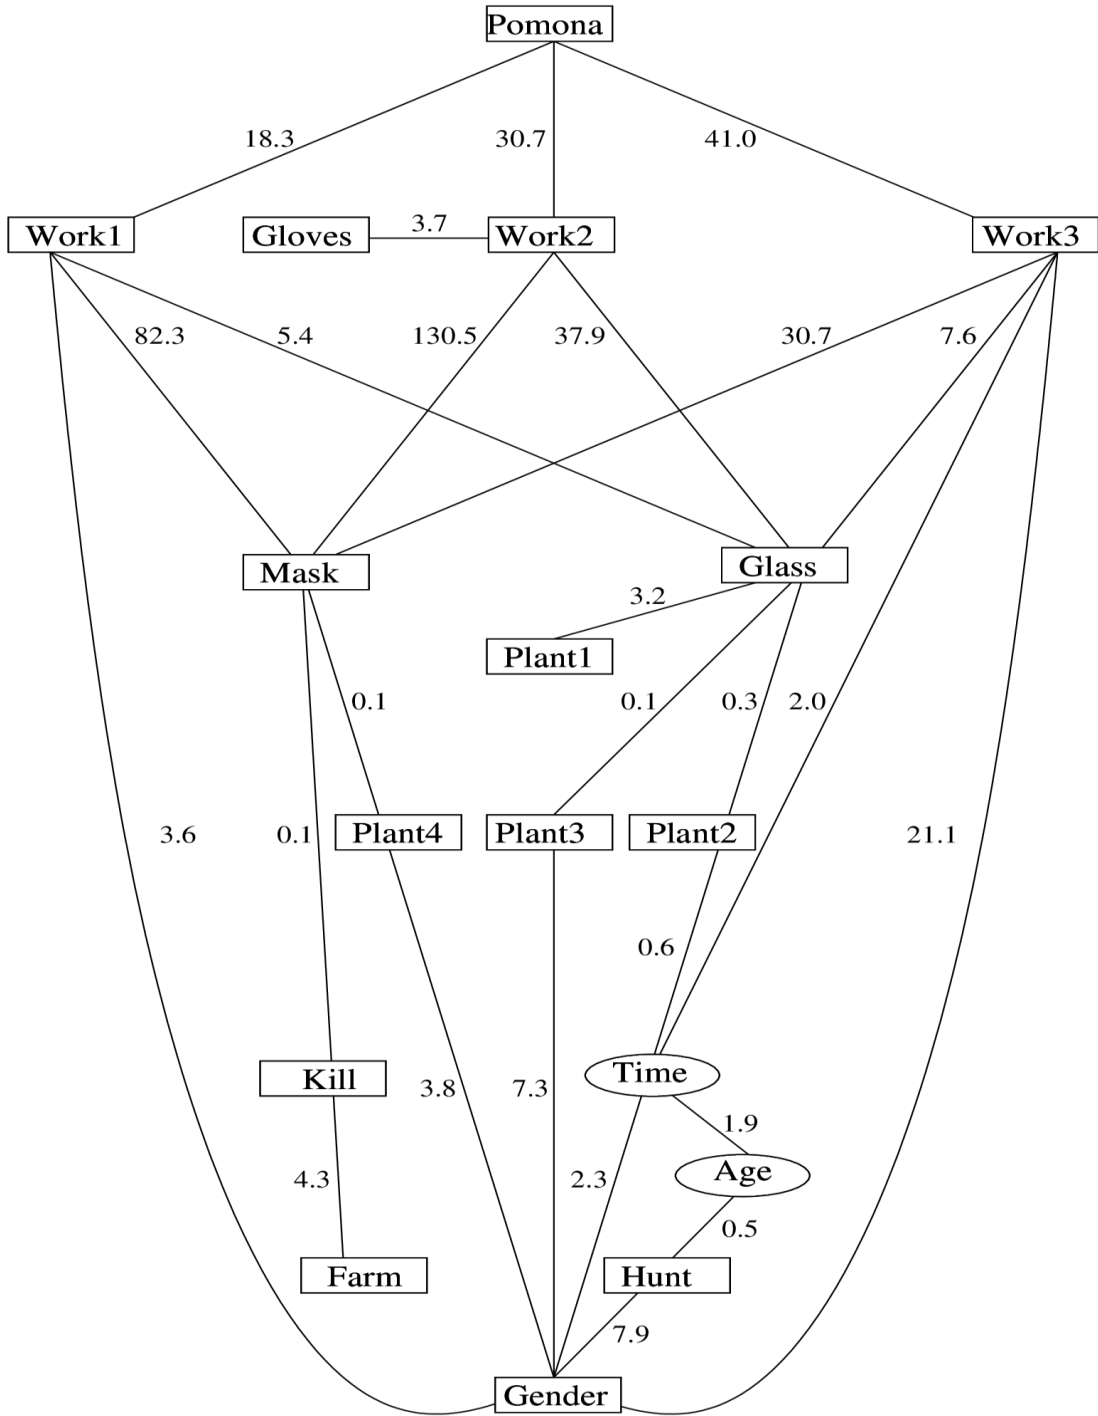 Pomona
18.3 30.7 41.0
Work1 Gloves 3.7 Work2 Work3
82.3 5.4 130.5 37.9 30.7 7.6
Mask Glass
3.2
Plant1
0.1 0.1 0.3 2.0
3.6 0.1 Plant4 Plant3 Plant2 21.1
0.6
Kill 3.8 7.3 Time
1.9
4.3 2.3 Age
0.5
Farm Hunt
7.9
Gender